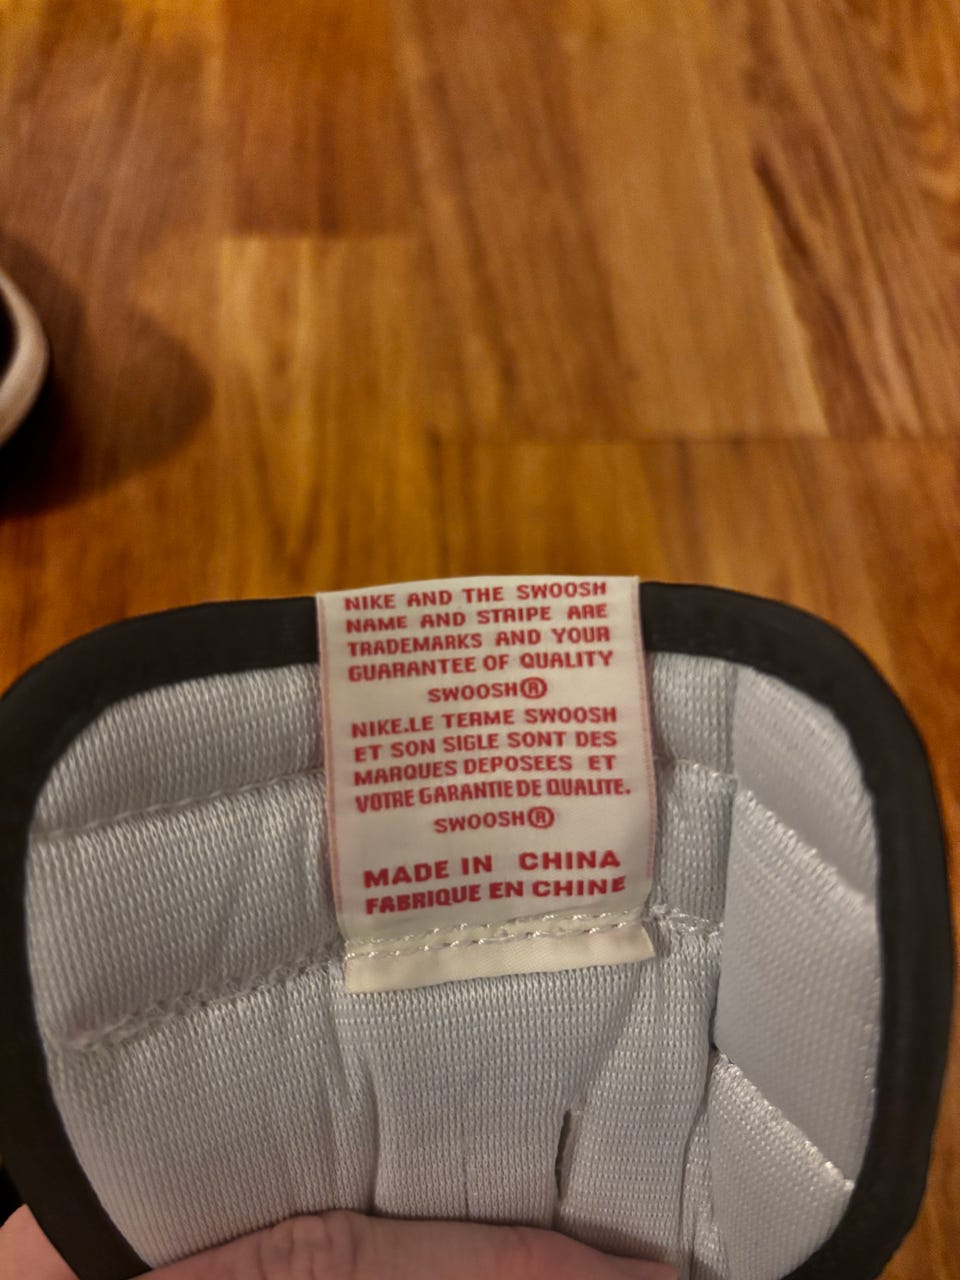 NIKE AND THE SWOOSH
NAME AND STRIPE ARE
TRADEMARKS AND YOUR
GUARANTEE OF QUALITY
SWOOSH®
NIKE.LE TERME SWOOSH
ET SON SIGLE SONT DES
MARQUES DEPOSEES ET
VOTRE GARANTIE DE QUALITE.
SWOOSH®
MADE IN CHINA
FABRIQUE EN CHINE